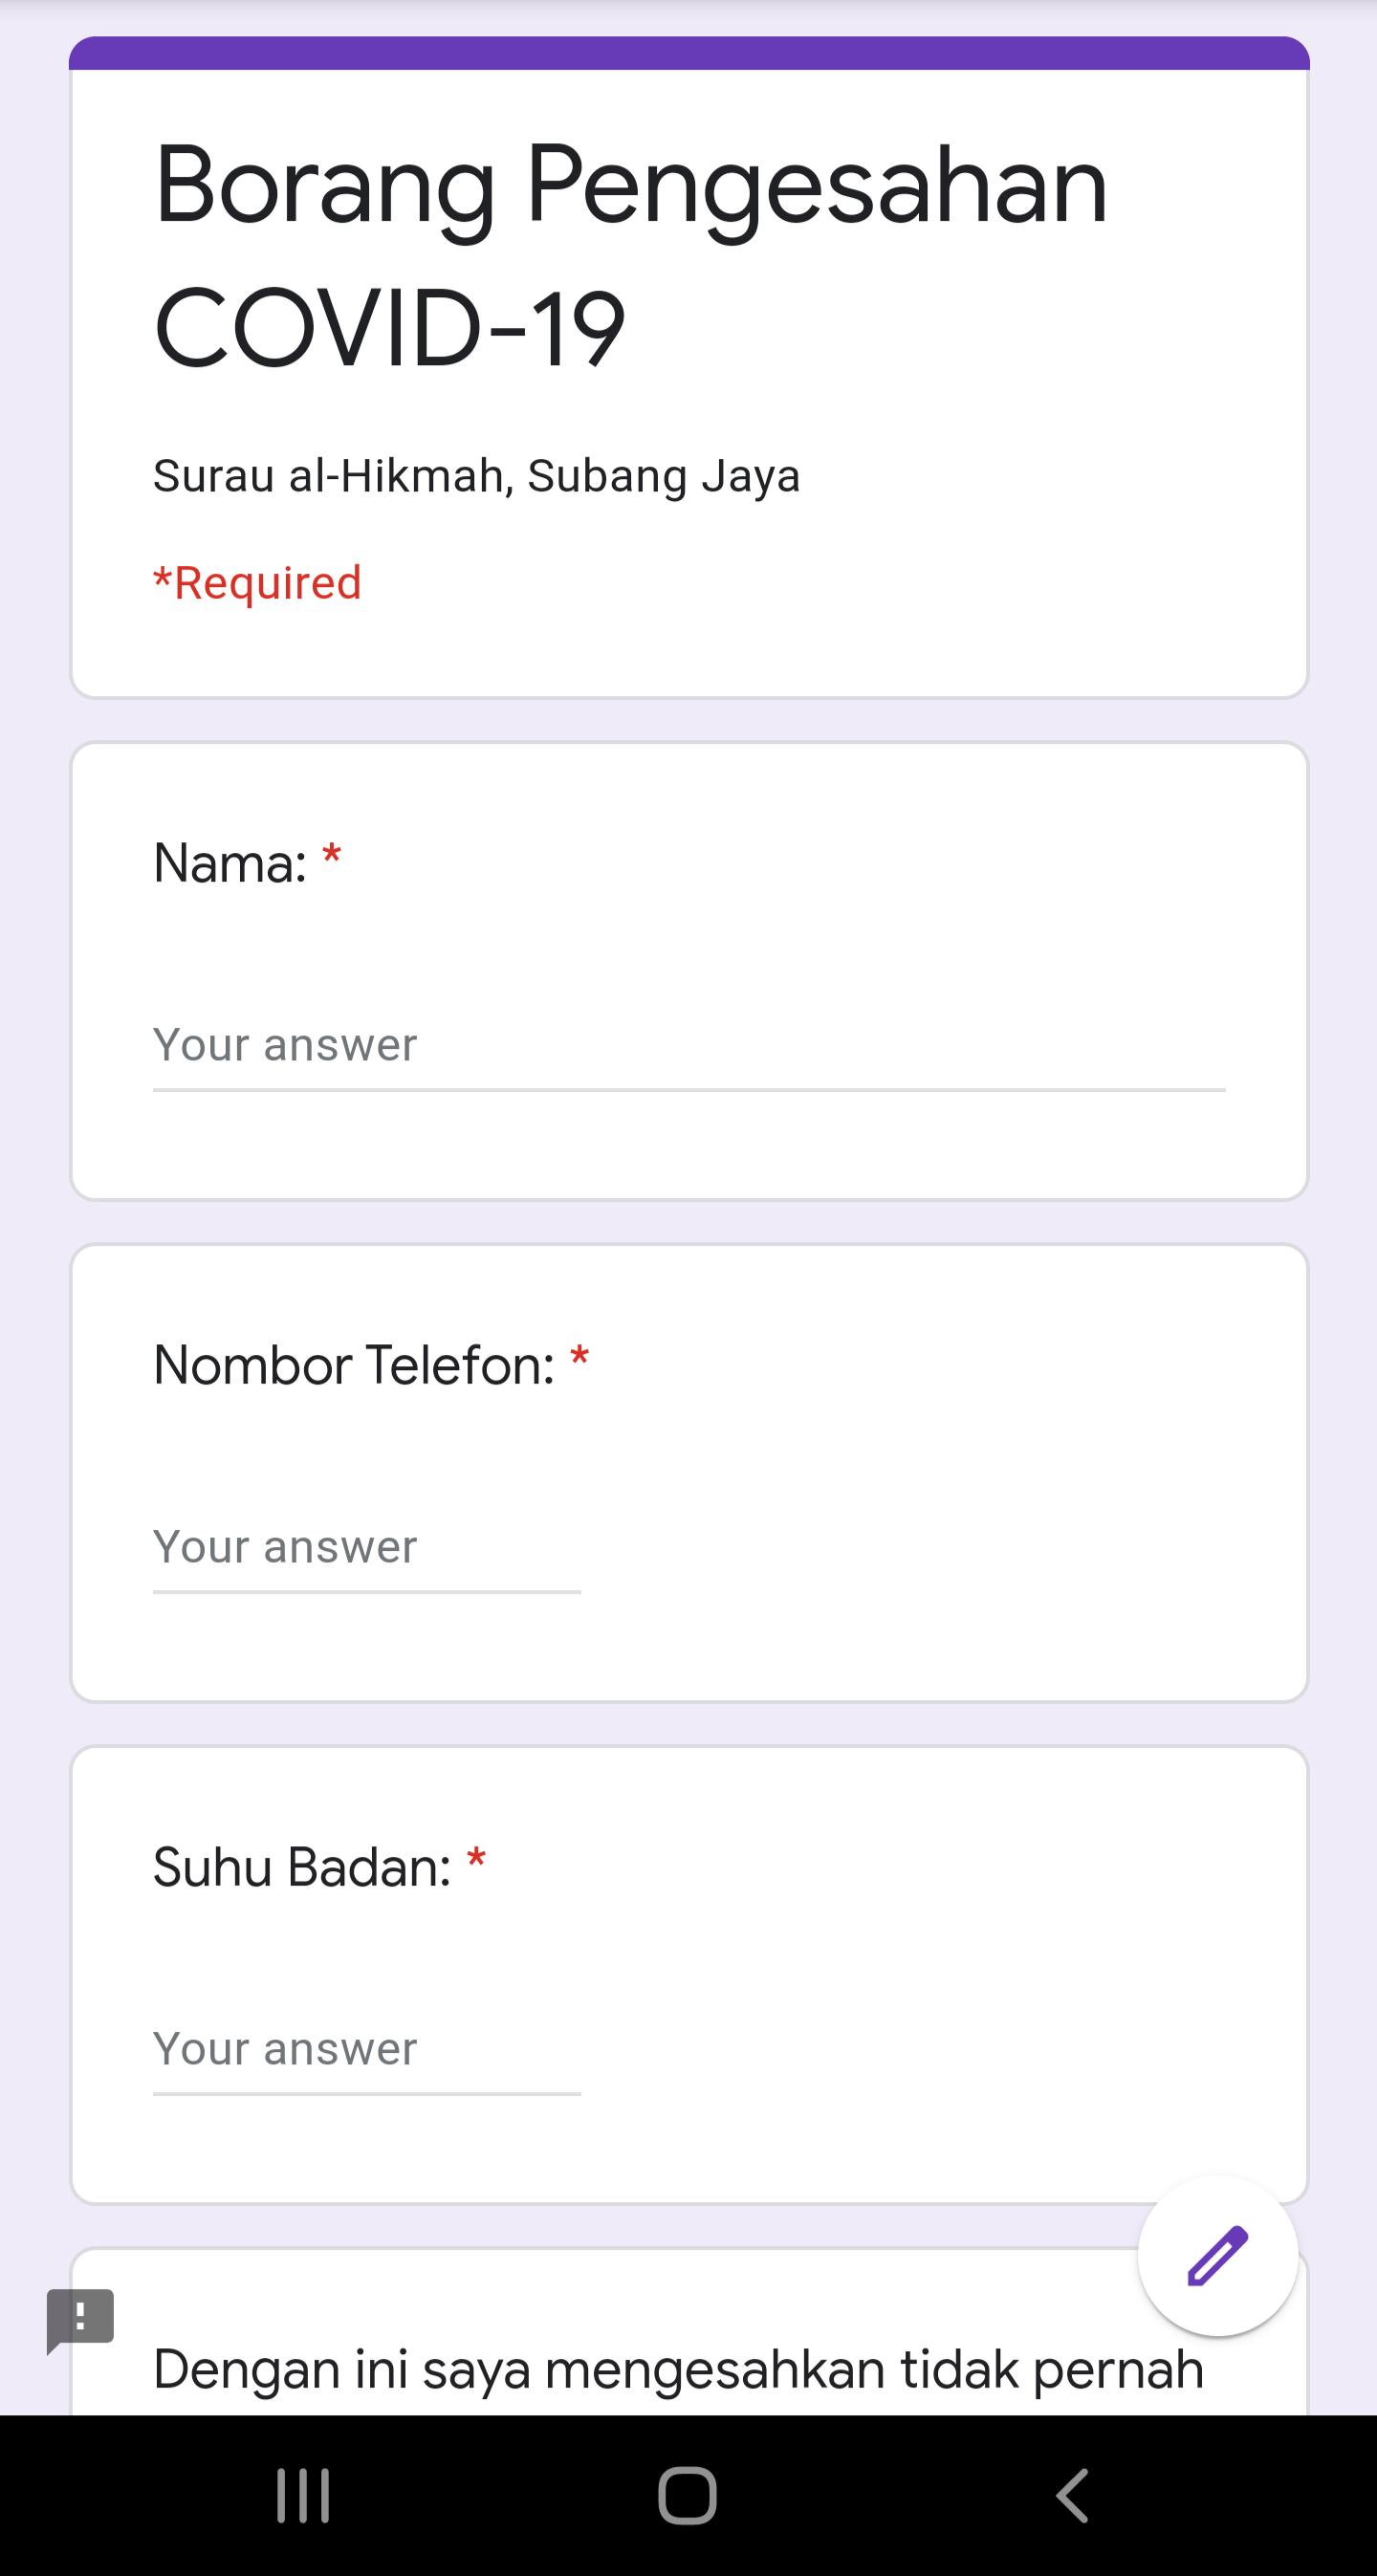 Borang Pengesahan
COVID-19
Surau al-Hikmah, Subang Jaya
*Required
Nama: *
Your answer
Nombor Telefon: *
Your answer
Suhu Badan: *
Your answer
Dengan ini saya mengesahkan tidak pernah